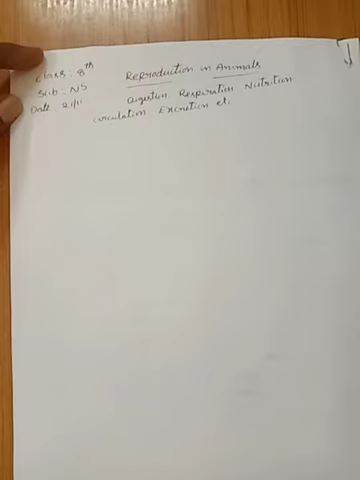 Class: 8th
Reproduction in Animals
Sub: NS
Digestion, Respiration Nutrition
Date: 21/11
circulation Excretion etc